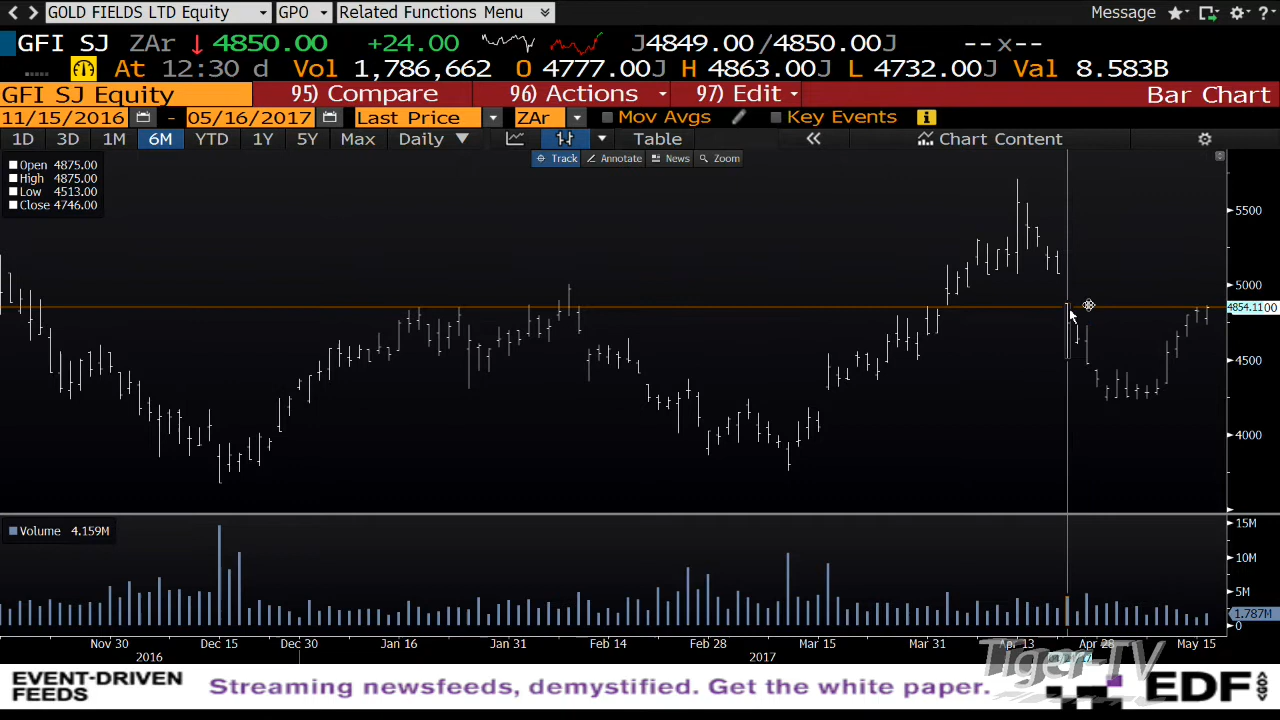 GOLD FIELDS LTD Equity GPO Related Functions Menu Message
GFI SJ ZAr 4850.00 +24.00 J4849.00/4850.00J --x--
At 12:30 d Vol 1,786,662 O 4777.00J H 4863.00J L 4732.00J Val 8.583B
GFI SJ Equity 95) Compare 96) Actions 97) Edit Bar Chart
11/15/2016 - 05/16/2017 Last Price ZAr Mov Avgs Key Events
1D 3D 1M 6M YTD 1Y 5Y Max Daily Table Chart Content
Track Annotate News Zoom
Open 4875.00
High 4875.00
Low 4513.00
Close 4746.00
5500
5000
4854.1100
4500
4000
Volume 4.159M
15M
10M
5M
1.787M
0
Nov 30 Dec 15 Dec 30 Jan 16 Jan 31 Feb 14 Feb 28 Mar 15 Mar 31 Apr 13 Apr 28 May 15
2016 2017
Tiger-TV
EVENT-DRIVEN
FEEDS
Streaming newsfeeds, demystified. Get the white paper.
EDF